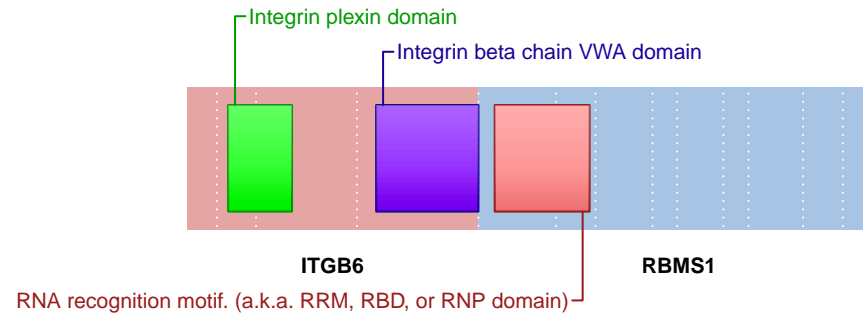 Integrin plexin domain
Integrin beta chain VWA domain
ITGB6
RBMS1
RNA recognition motif. (a.k.a. RRM, RBD, or RNP domain)